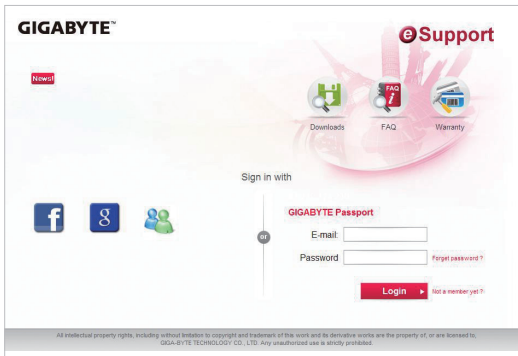 GIGABYTE™
eSupport
News!
FAQ
i
Downloads
FAQ
Warranty
Sign in with
f
g
or
GIGABYTE Passport
E-mail:
Password
Forget password ?
Login
Not a member yet ?
All intellectual property rights, including without limitation to copyright and trademark of this work and its derivative works are the property of, or are licensed to,
GIGA-BYTE TECHNOLOGY CO., LTD. Any unauthorized use is strictly prohibited.